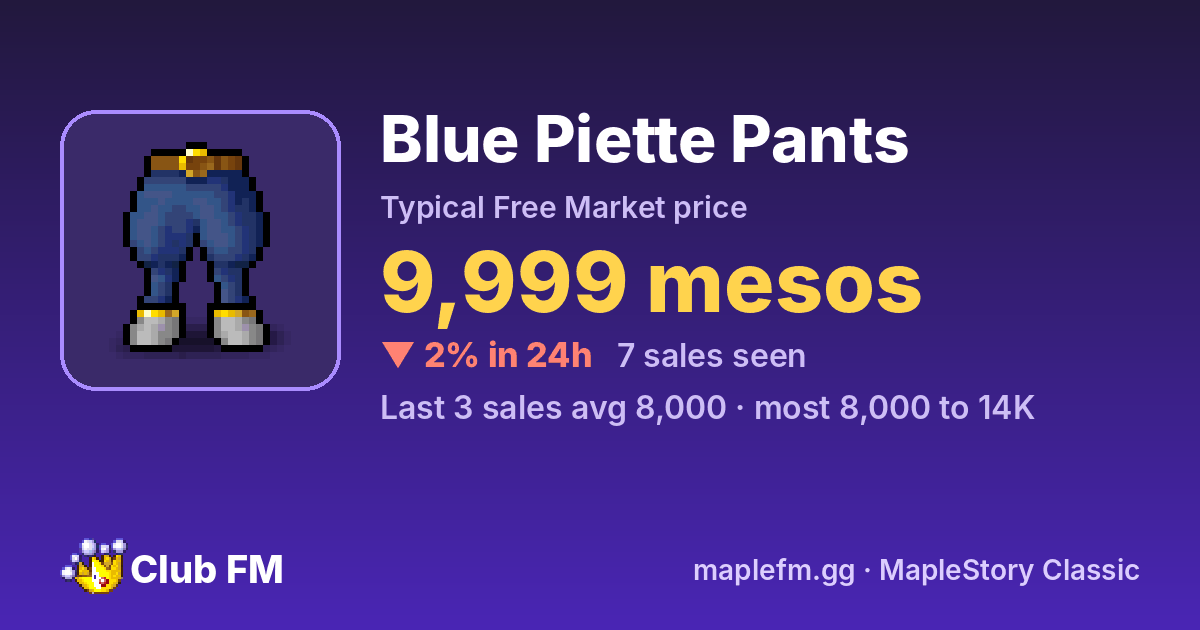 Blue Piette Pants
Typical Free Market price
9,999 mesos
▼ 2% in 24h 7 sales seen
Last 3 sales avg 8,000 · most 8,000 to 14K
Club FM
maplefm.gg · MapleStory Classic